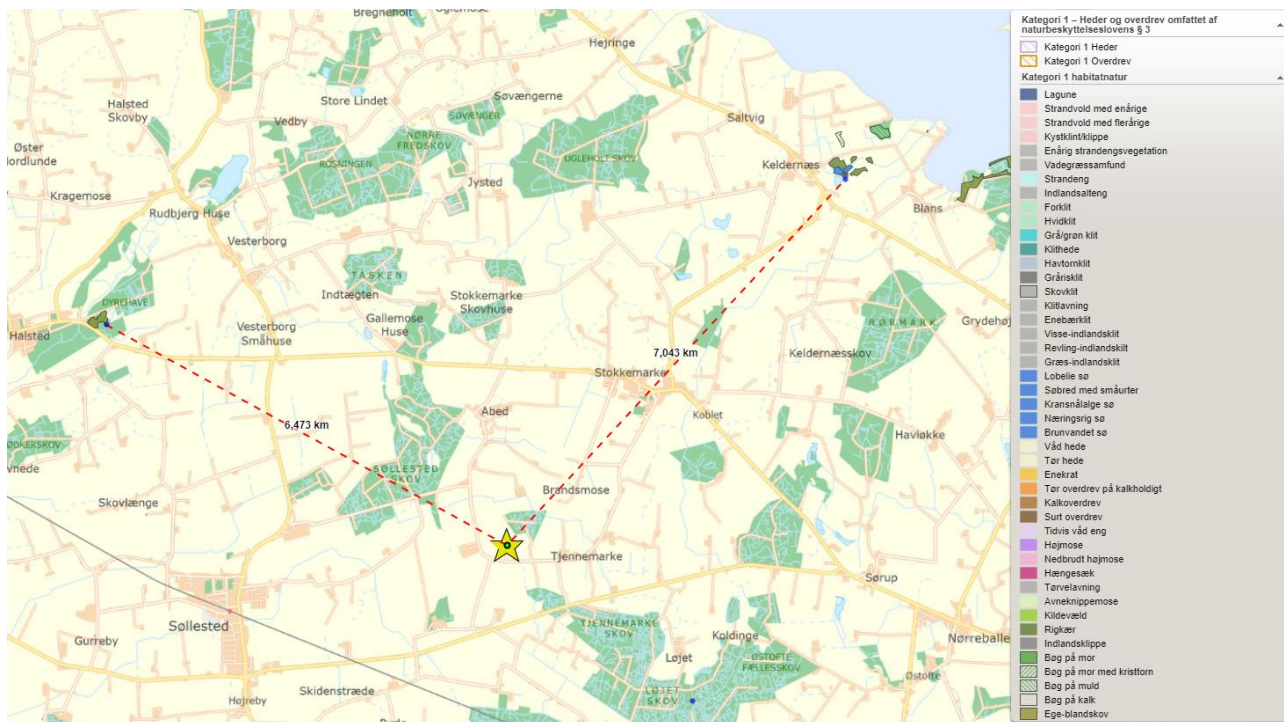 Bregneholt
Uglemose
Hejringe
Halsted
Skovby
Store Lindet
Søvængerne
Vedby
SØVÆNGER
Saltvig
NØRRE
FREDSKOV
Øster
ROSNINGEN
UGLEHOLT SKOV
Keldernæs
Kragemose
Jysted
Rudbjerg Huse
Blans
Vesterborg
TASKEN
Indtægten
Stokkemarke
Skovhuse
DYREHAVE
Gallemose
Huse
Halsted
Vesterborg
Småhuse
RØRMARK
Grydehøj
Keldernæsskov
7,043 km
Stokkemarke
Abed
Koblet
6,473 km
Havløkke
SØLLESTED
SKOV
Skovlænge
Brandsmose
Tjennemarke
Sørup
Søllested
TJENNEMARKE
SKOV
Koldinge
Gurreby
Nørreballe
Løjet
ØSTOFTE
FÆLLESSKOV
Skidenstræde
LØJET
SKOV
Østofte
Højreby
Kategori 1 – Heder og overdrev omfattet af
naturbeskyttelseslovens § 3
Kategori 1 Heder
Kategori 1 Overdrev
Kategori 1 habitatnatur
Lagune
Strandvold med enårige
Strandvold med flerårige
Kystklint/klippe
Enårig strandengsvegetation
Vadegræssamfund
Strandeng
Indlandsalteng
Forklit
Hvidklit
Grå/grøn klit
Klithede
Havtornklit
Grårisklit
Skovklit
Klitlavning
Enebærklit
Visse-indlandsklit
Revling-indlandskilt
Græs-indlandsklit
Lobelie sø
Søbred med småurter
Kransnålalge sø
Næringsrig sø
Brunvandet sø
Våd hede
Tør hede
Enekrat
Tør overdrev på kalkholdigt
Kalkoverdrev
Surt overdrev
Tidvis våd eng
Højmose
Nedbrudt højmose
Hængesæk
Tørvelavning
Avneknippemose
Kildevæld
Rigkær
Indlandsklippe
Bøg på mor
Bøg på mor med kristtorn
Bøg på muld
Bøg på kalk
Ege-blandskov